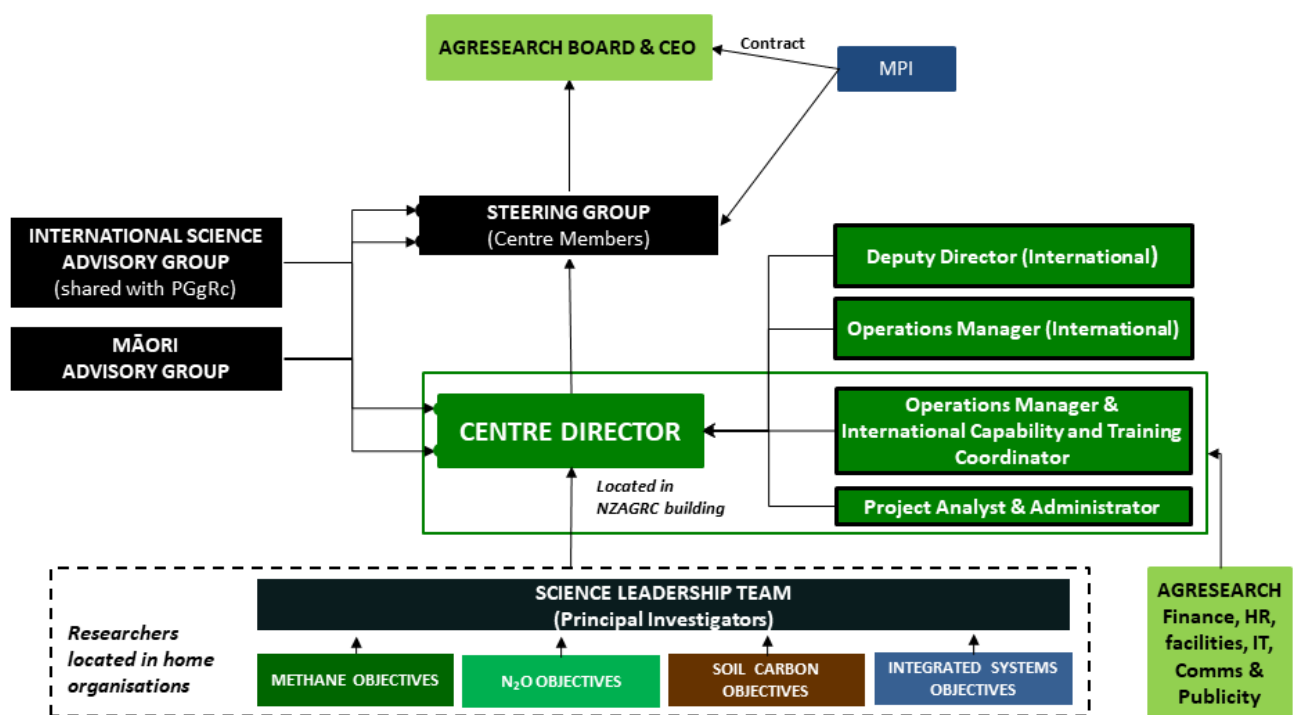 AGRESEARCH BOARD & CEO
Contract
MPI
STEERING GROUP
(Centre Members)
INTERNATIONAL SCIENCE
ADVISORY GROUP
(shared with PGgRc)
MĀORI
ADVISORY GROUP
Deputy Director (International)
Operations Manager (International)
CENTRE DIRECTOR
Operations Manager &
International Capability and Training
Coordinator
Located in
NZAGRC building
Project Analyst & Administrator
SCIENCE LEADERSHIP TEAM
(Principal Investigators)
Researchers
located in home
organisations
METHANE OBJECTIVES
N₂O OBJECTIVES
SOIL CARBON
OBJECTIVES
INTEGRATED SYSTEMS
OBJECTIVES
AGRESEARCH
Finance, HR,
facilities, IT,
Comms &
Publicity